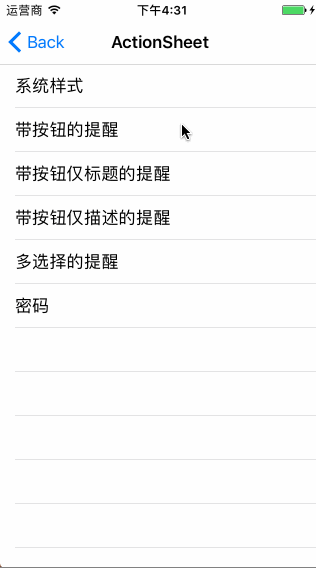 运营商 下午4:31
Back ActionSheet
系统样式
带按钮的提醒
带按钮仅标题的提醒
带按钮仅描述的提醒
多选择的提醒
密码